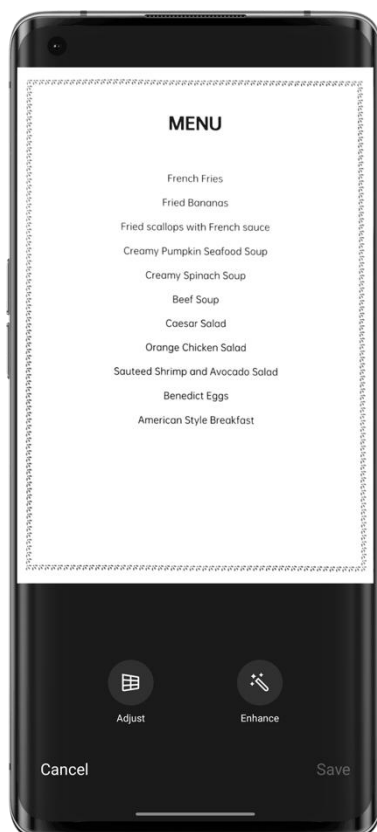 MENU
French Fries
Fried Bananas
Fried scallops with French sauce
Creamy Pumpkin Seafood Soup
Creamy Spinach Soup
Beef Soup
Caesar Salad
Orange Chicken Salad
Sauteed Shrimp and Avocado Salad
Benedict Eggs
American Style Breakfast
Adjust
Enhance
Cancel
Save